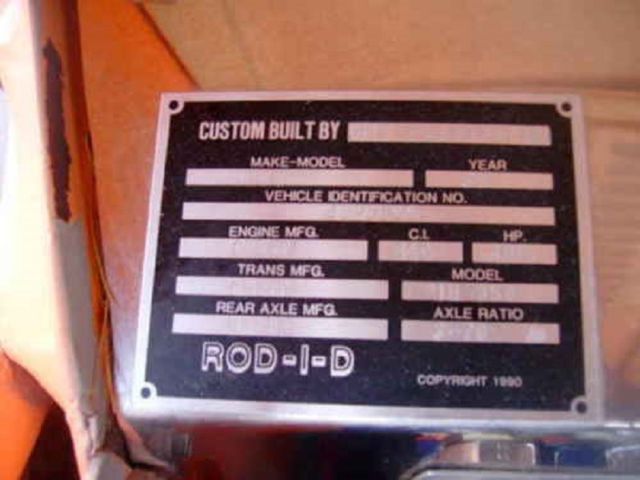 CUSTOM BUILT BY
MAKE-MODEL YEAR
VEHICLE IDENTIFICATION NO.
ENGINE MFG. C.I. HP.
TRANS MFG. MODEL
REAR AXLE MFG. AXLE RATIO
ROD-I-D
COPYRIGHT 1990